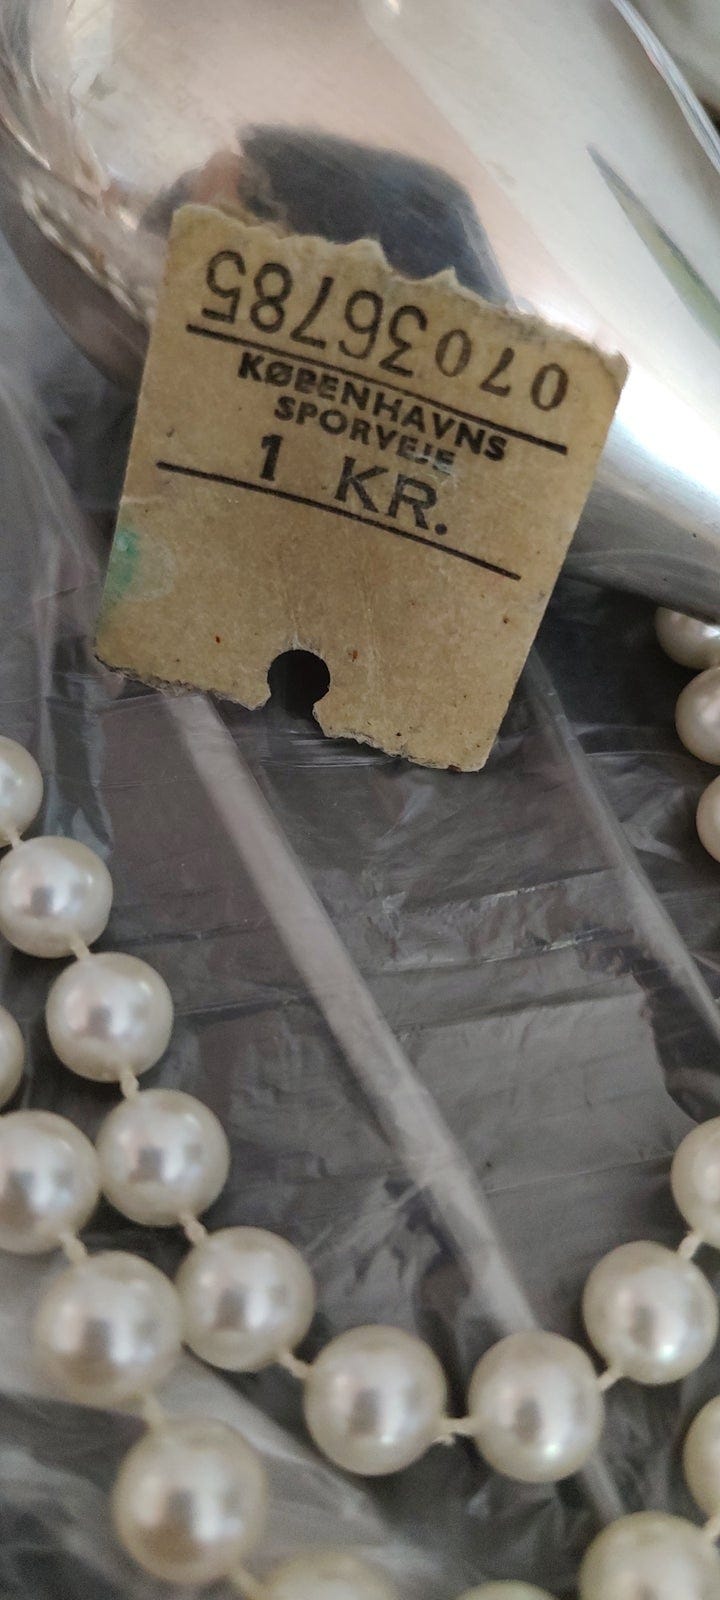 07036785
KØBENHAVNS
SPORVEJE
1 KR.